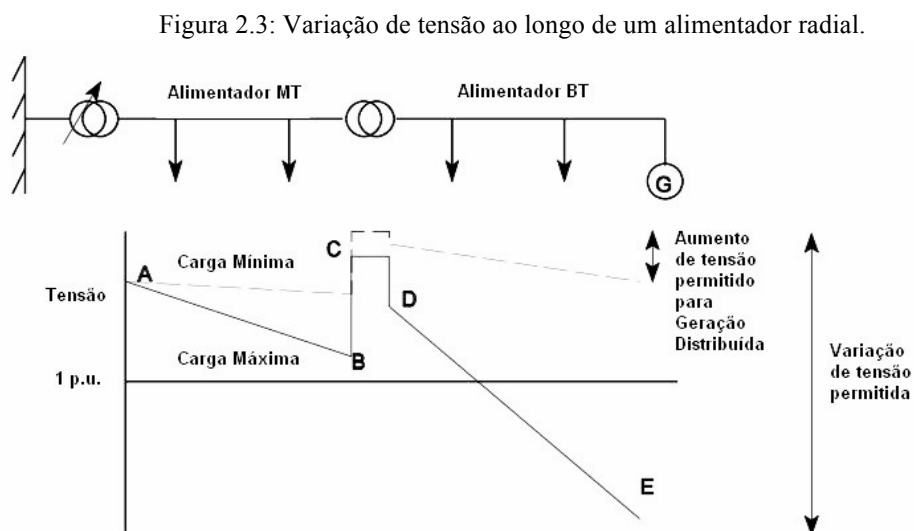 Figura 2.3: Variação de tensão ao longo de um alimentador radial.
Alimentador MT
Alimentador BT
G
A
Carga Mínima
C
Tensão
D
B
Carga Máxima
1 p.u.
E
Aumento
de tensão
permitido
para
Geração
Distribuída
Variação
de tensão
permitida